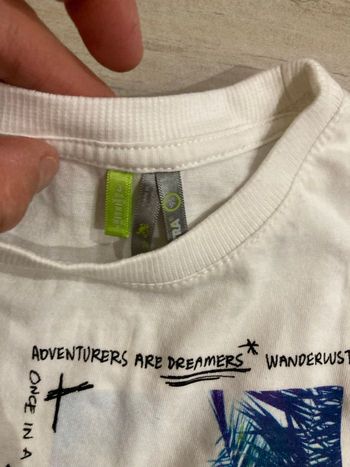 ADVENTURERS ARE DREAMERS* WANDERLUST
ONCE IN A